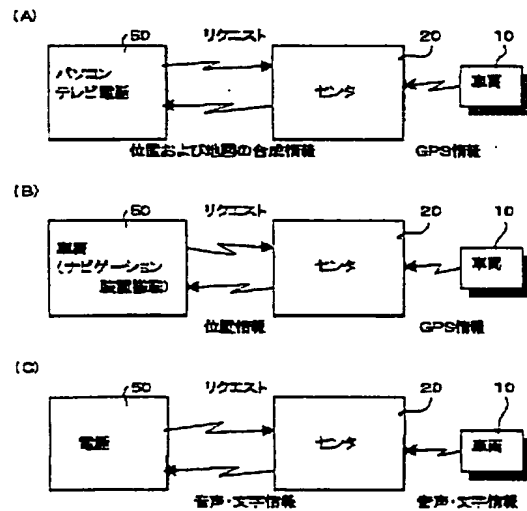 (A)
50 リクエスト 20 10
パソコン
テレビ電話
センタ
車両
位置および地図の合成情報 GPS情報
(B)
50 リクエスト 20 10
車両
(ナビゲーション
装置搭載)
センタ
車両
位置情報 GPS情報
(C)
50 リクエスト 20 10
電話
センタ
車両
音声・文字情報 音声・文字情報